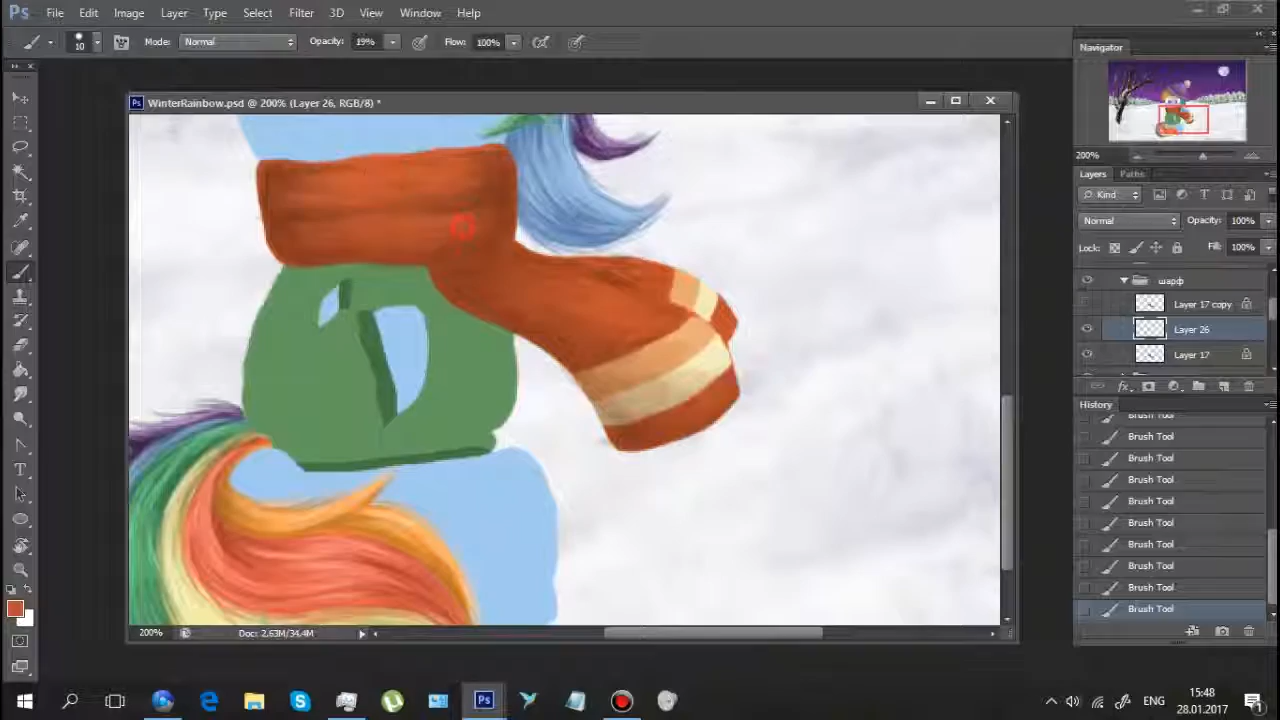 Ps File Edit Image Layer Type Select Filter 3D View Window Help
10 Mode: Normal Opacity: 19% Flow: 100%
WinterRainbow.psd @ 200% (Layer 26, RGB/8) *
Navigator
200%
Layers Paths
Kind
Normal Opacity: 100%
Lock: Fill: 100%
шарф
Layer 17 copy
Layer 26
Layer 17
History
Brush Tool
Brush Tool
Brush Tool
Brush Tool
Brush Tool
Brush Tool
Brush Tool
Brush Tool
Brush Tool
Brush Tool
200% Doc: 2.63M/34.4M
Ps ENG 15:48
28.01.2017